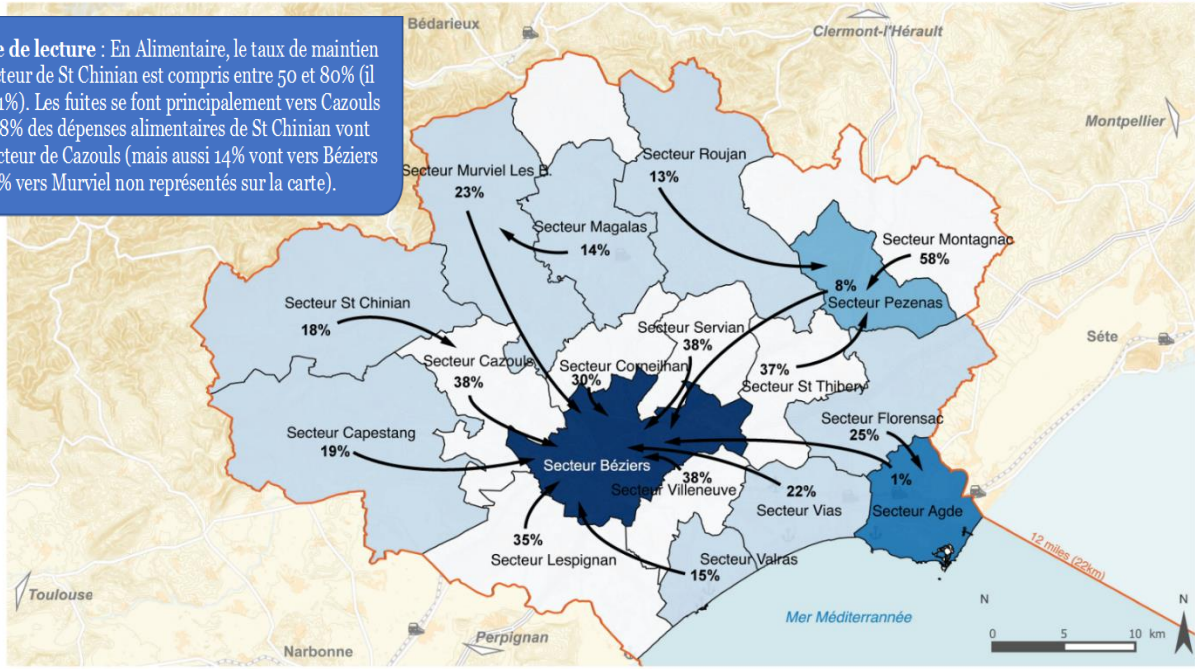 e de lecture : En Alimentaire, le taux de maintien
cteur de St Chinian est compris entre 50 et 80% (il
1%). Les fuites se font principalement vers Cazouls
8% des dépenses alimentaires de St Chinian vont
cteur de Cazouls (mais aussi 14% vont vers Béziers
% vers Murviel non représentés sur la carte).
Bédarieux
Clermont-l'Hérault
Montpellier
Secteur Roujan
13%
Secteur Murviel Les B.
23%
Secteur Magalas
14%
Secteur Montagnac
58%
8%
Secteur Pezenas
Secteur St Chinian
18%
Secteur Servian
38%
Séte
Secteur Cazouls
38%
Secteur Corneilhan
30%
37%
Secteur St Thibery
Secteur Florensac
25%
Secteur Capestang
19%
Secteur Béziers
38%
Secteur Villeneuve
22%
Secteur Vias
1%
Secteur Agde
35%
Secteur Lespignan
Secteur Valras
15%
12 miles (22km)
Toulouse
Narbonne
Perpignan
Mer Méditerrannée
N
N
0 5 10 km